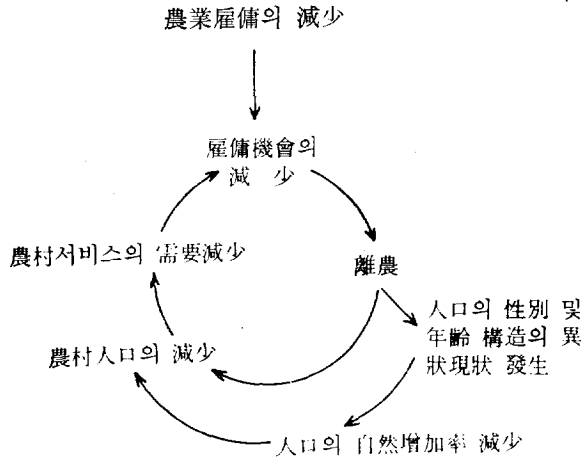 農業雇傭의 減少
雇傭機會의
減 少
農村서비스의 需要減少
離農
人口의 性別 및
年齡 構造의 異
狀現狀 發生
農村人口의 減少
人口의 自然增加率 減少